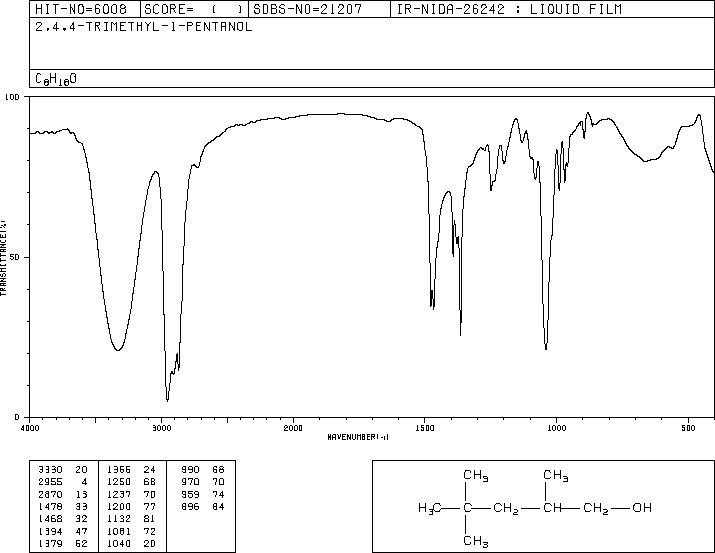 HIT-NO=6008 SCORE= ( ) SDBS-NO=21207 IR-NIDA-26242 : LIQUID FILM
2,4,4-TRIMETHYL-1-PENTANOL
C8H18O
100
50
0
TRANSMITTANCE(%)
4000 3000 2000 1500 1000 500
WAVENUMBER(-1)
3330 20 1366 24 990 68
2955 4 1250 68 970 70
2870 13 1237 70 959 74
1478 33 1200 77 896 84
1468 32 1132 81
1394 47 1081 72
1379 62 1040 20
CH3 CH3
H3C C CH2 CH CH2 OH
CH3